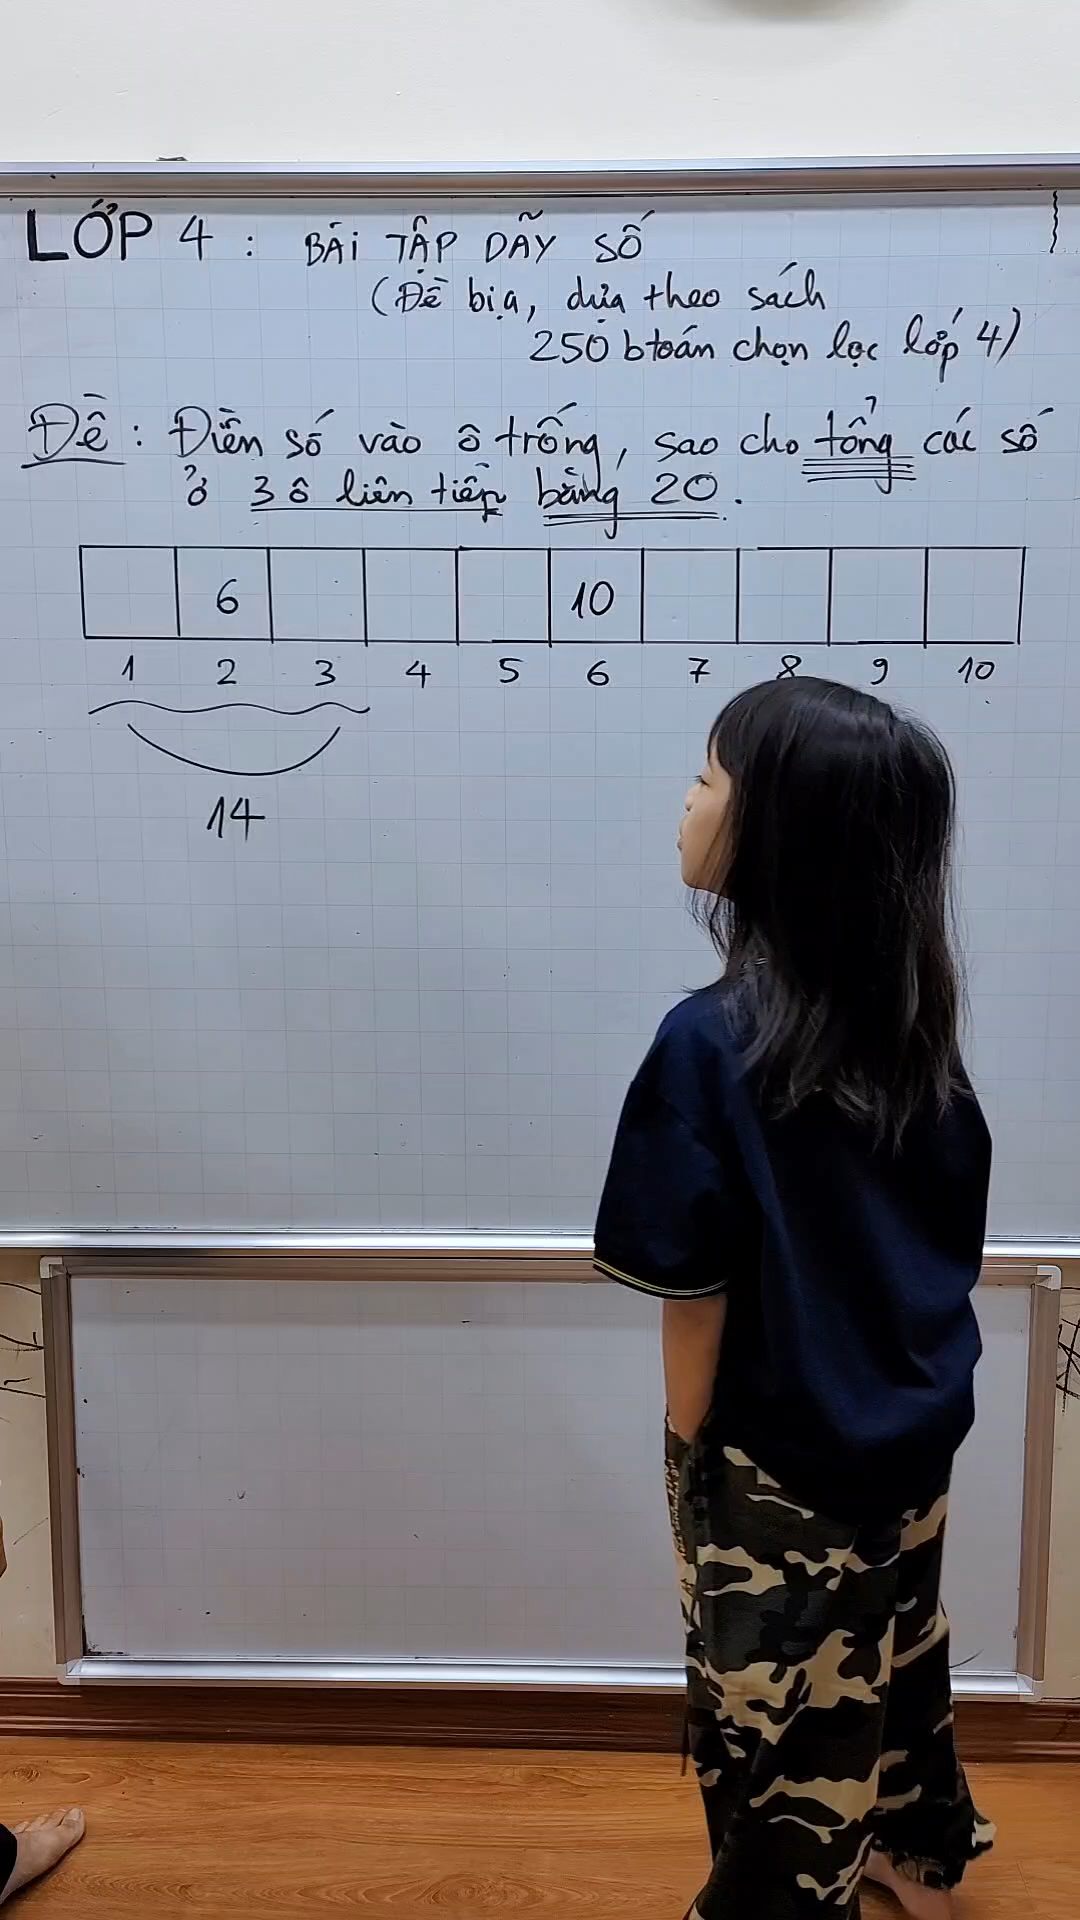 LỚP 4 : BÀI TẬP DÃY SỐ
(Đề bịa, dựa theo sách
250 btoán chọn lọc lớp 4)
Đề : Điền số vào ô trống, sao cho tổng các số
ở 3 ô liên tiếp bằng 20.
6 10
1 2 3 4 5 6 7 8 9 10
14